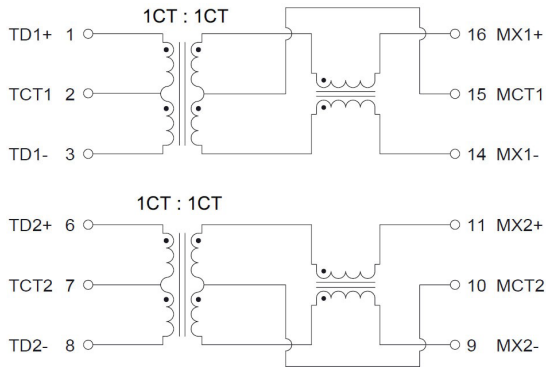 1CT : 1CT
TD1+ 1 16 MX1+
TCT1 2 15 MCT1
TD1- 3 14 MX1-
1CT : 1CT
TD2+ 6 11 MX2+
TCT2 7 10 MCT2
TD2- 8 9 MX2-